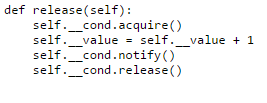 def release(self):
    self.__cond.acquire()
    self.__value = self.__value + 1
    self.__cond.notify()
    self.__cond.release()